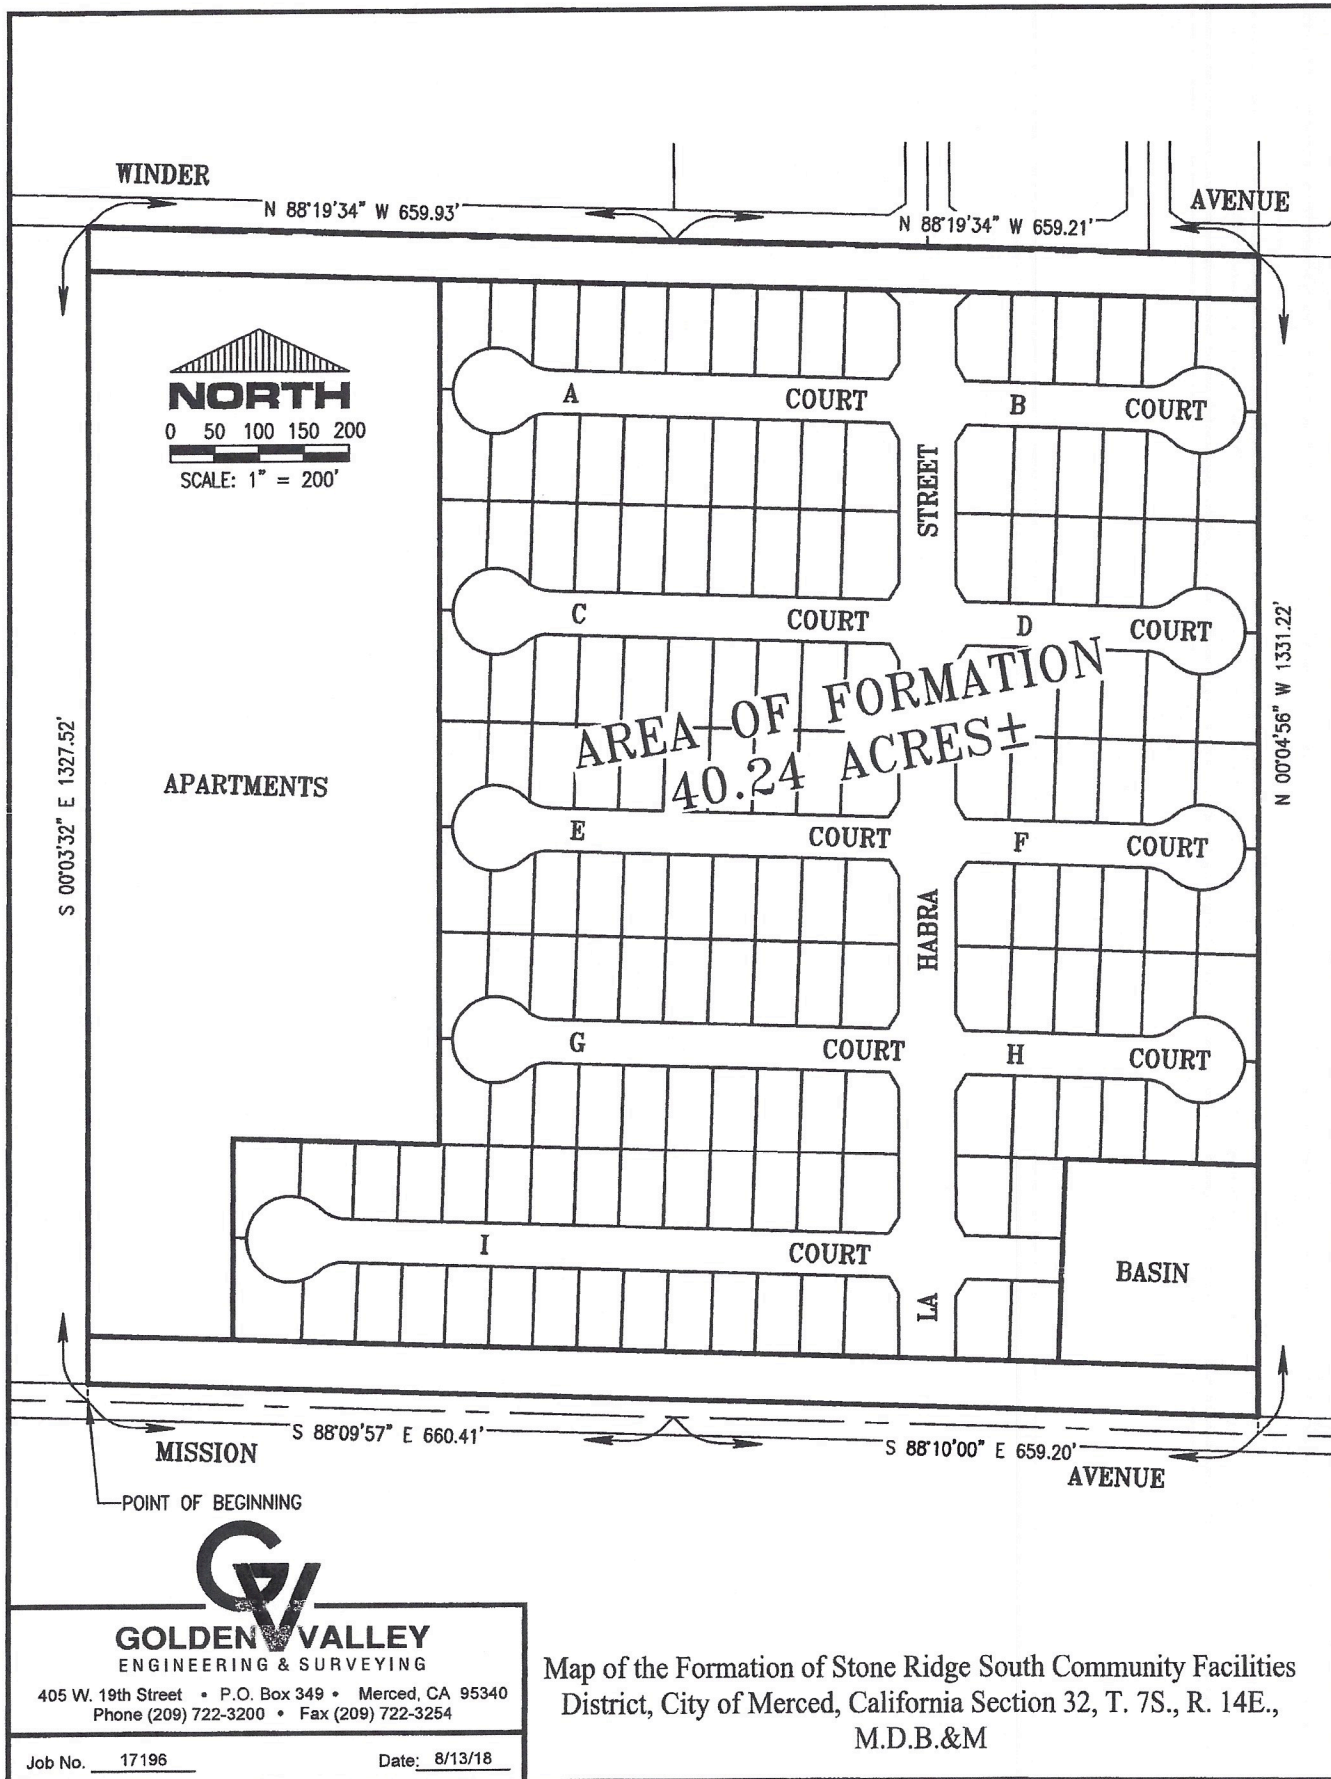 WINDER
N 88°19'34" W 659.93'
N 88°19'34" W 659.21'
AVENUE
NORTH
0 50 100 150 200
SCALE: 1" = 200'
A COURT
B COURT
STREET
C COURT
D COURT
AREA OF FORMATION
40.24 ACRES±
S 00°03'32" E 1327.52'
N 00°04'56" W 1331.22'
APARTMENTS
E COURT
F COURT
HABRA
G COURT
H COURT
I COURT
LA
BASIN
MISSION
S 88°09'57" E 660.41'
S 88°10'00" E 659.20'
AVENUE
POINT OF BEGINNING
GV
GOLDEN VALLEY
ENGINEERING & SURVEYING
405 W. 19th Street • P.O. Box 349 • Merced, CA 95340
Phone (209) 722-3200 • Fax (209) 722-3254
Job No. 17196 Date: 8/13/18
Map of the Formation of Stone Ridge South Community Facilities
District, City of Merced, California Section 32, T. 7S., R. 14E.,
M.D.B.&M